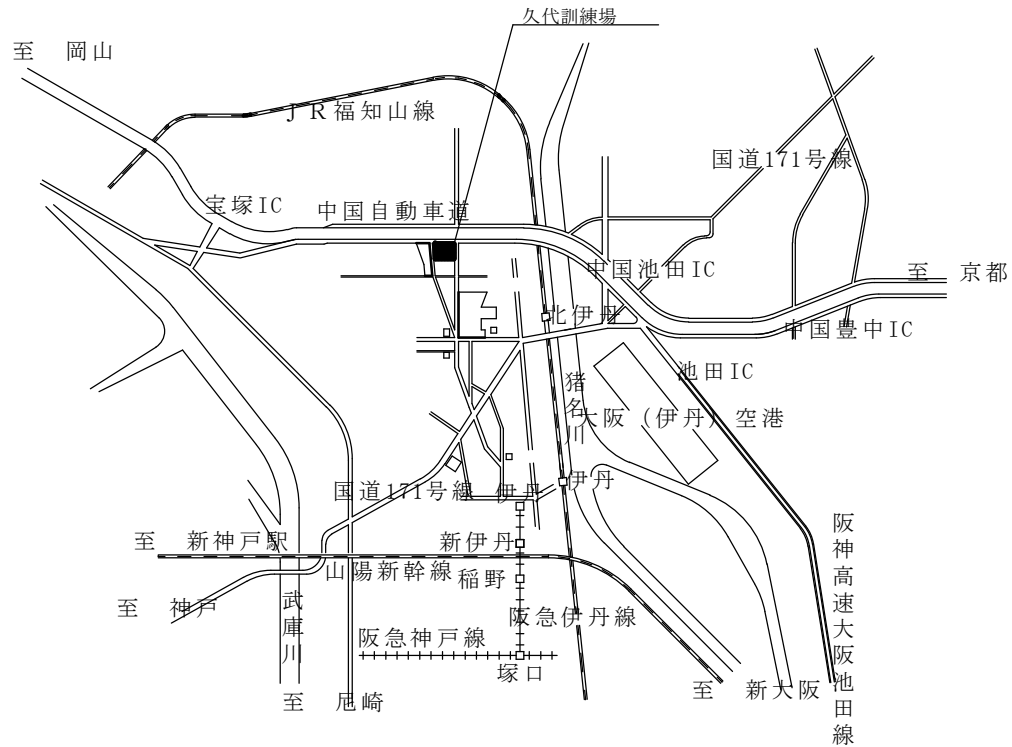 久代訓練場
至　岡山
ＪＲ福知山線
国道171号線
宝塚IC
中国自動車道
中国池田IC
至　京都
北伊丹
中国豊中IC
池田IC
猪名川
大阪（伊丹）空港
国道171号線
伊丹
伊丹
至　新神戸駅
新伊丹
山陽新幹線
稲野
至　神戸
武庫川
阪急伊丹線
阪急神戸線
塚口
至　尼崎
至　新大阪
阪神高速大阪池田線